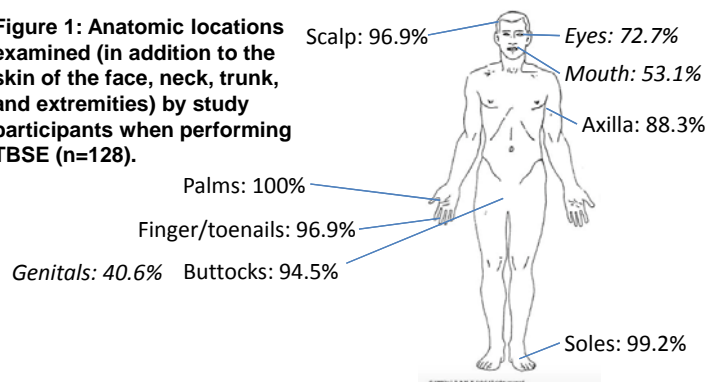 Figure 1: Anatomic locations
examined (in addition to the
skin of the face, neck, trunk,
and extremities) by study
participants when performing
TBSE (n=128).
Scalp: 96.9%
Eyes: 72.7%
Mouth: 53.1%
Axilla: 88.3%
Palms: 100%
Finger/toenails: 96.9%
Genitals: 40.6% Buttocks: 94.5%
Soles: 99.2%